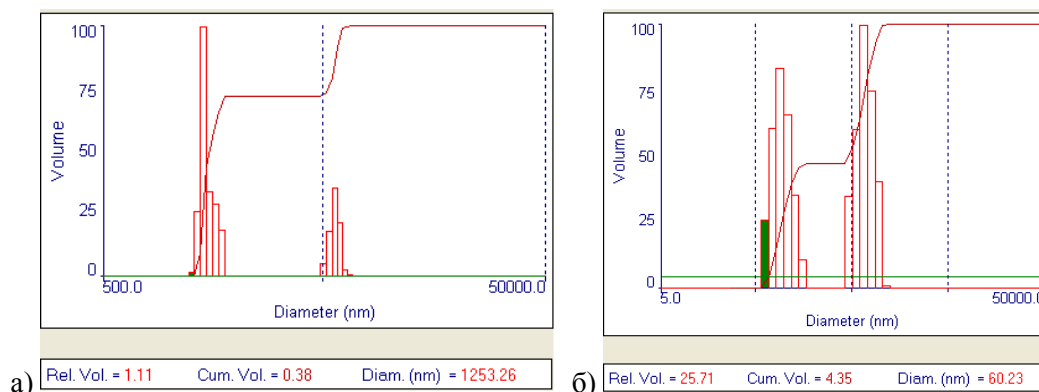 100
75
50
25
0
Volume
500.0
50000.0
Diameter (nm)
а)
Rel. Vol. = 1.11 Cum. Vol. = 0.38 Diam. (nm) = 1253.26
100
75
50
25
0
Volume
5.0
50000.0
Diameter (nm)
б)
Rel. Vol. = 25.71 Cum. Vol. = 4.35 Diam. (nm) = 60.23